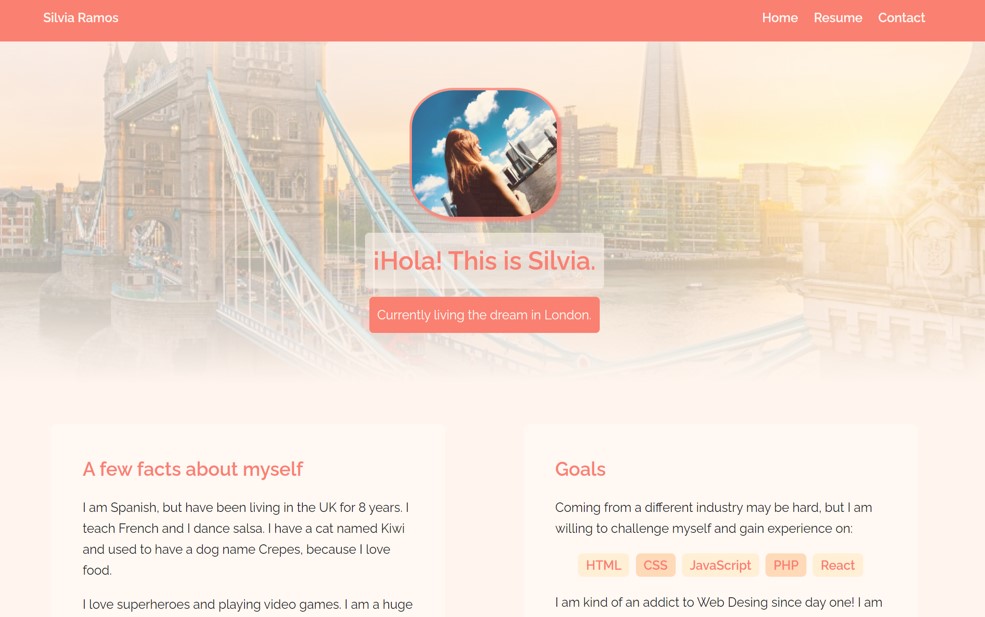 Silvia Ramos
Home Resume Contact
¡Hola! This is Silvia.
Currently living the dream in London.
A few facts about myself
I am Spanish, but have been living in the UK for 8 years. I
teach French and I dance salsa. I have a cat named Kiwi
and used to have a dog name Crepes, because I love
food.
I love superheroes and playing video games. I am a huge
Goals
Coming from a different industry may be hard, but I am
willing to challenge myself and gain experience on:
HTML CSS JavaScript PHP React
I am kind of an addict to Web Desing since day one! I am